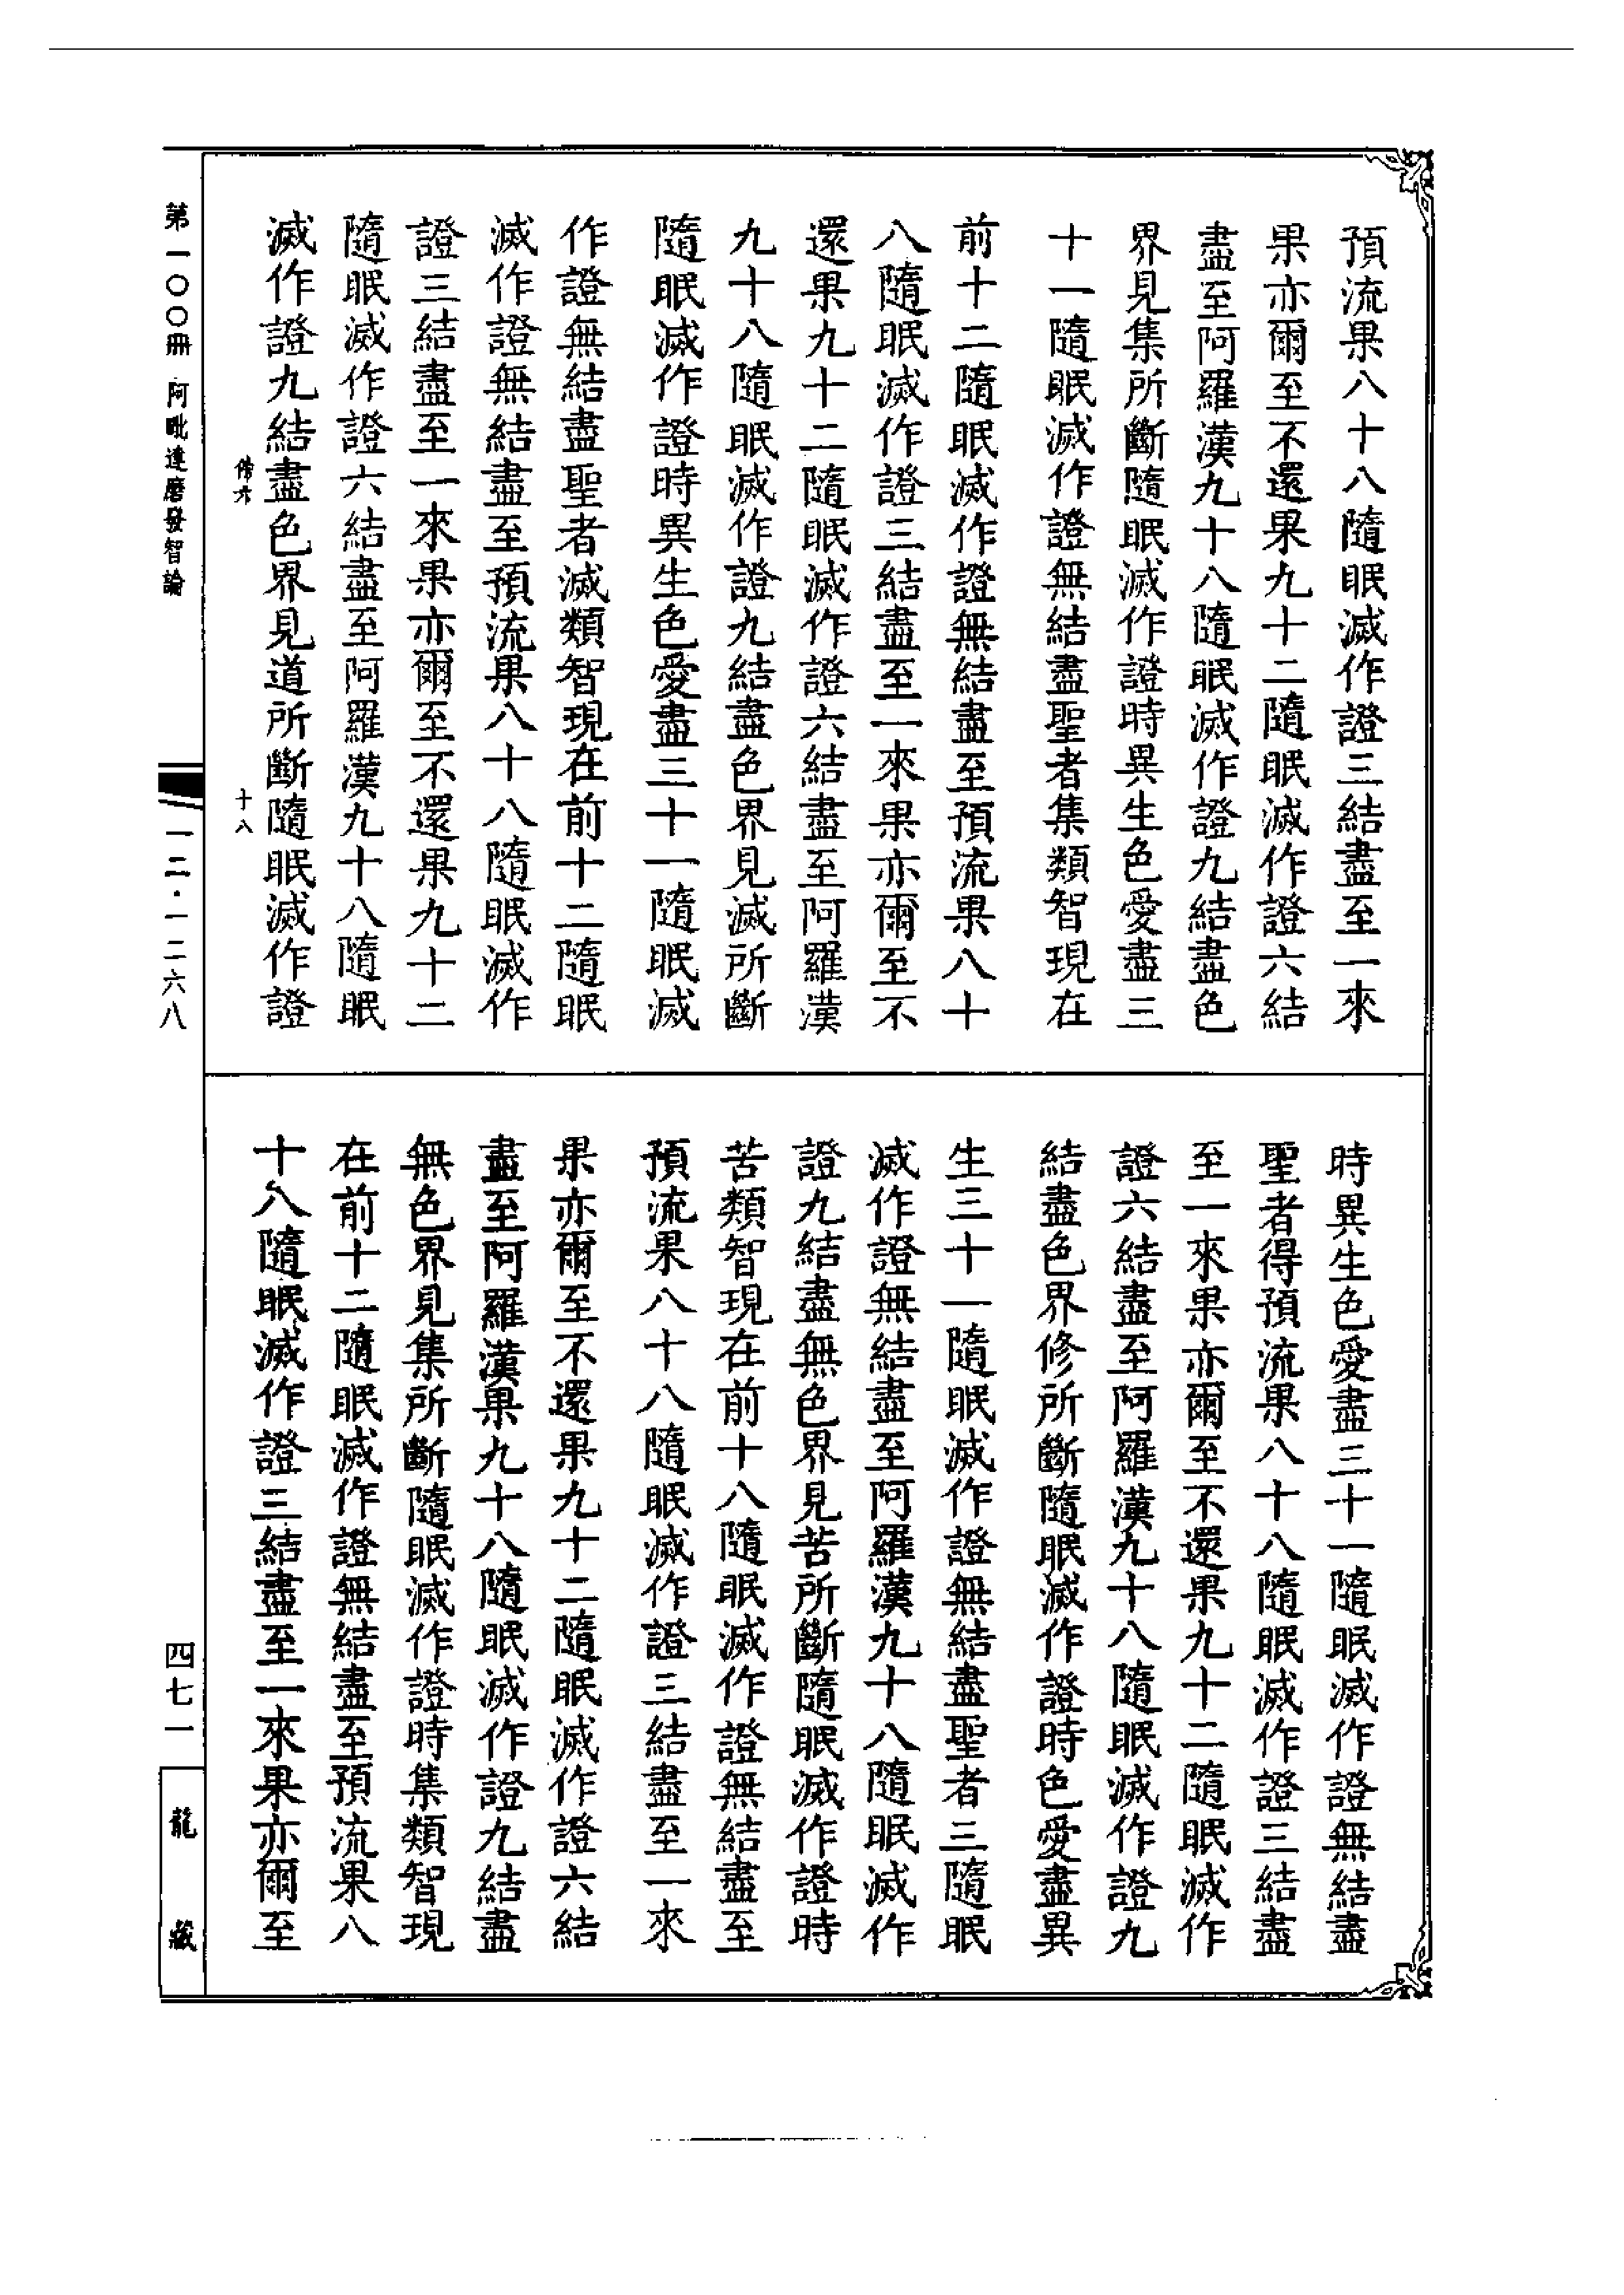 預流果八十八隨眠滅作證三結盡至一來
果亦爾至不還果九十二隨眠滅作證六結
盡至阿羅漢九十八隨眠滅作證九結盡色
界見集所斷隨眠滅作證時異生色愛盡三
十一隨眠滅作證無結盡聖者集類智現在
前十二隨眠滅作證無結盡至預流果八十
八隨眠滅作證三結盡至一來果亦爾至不
還果九十二隨眠滅作證六結盡至阿羅漢
九十八隨眠滅作證九結盡色界見滅所斷
隨眠滅作證時異生色愛盡三十一隨眠滅
作證無結盡聖者滅類智現在前十二隨眠
滅作證無結盡至預流果八十八隨眠滅作
證三結盡至一來果亦爾至不還果九十二
隨眠滅作證六結盡至阿羅漢九十八隨眠
滅作證九結盡色界見道所斷隨眠滅作證
時異生色愛盡三十一隨眠滅作證無結盡
聖者得預流果八十八隨眠滅作證三結盡
至一來果亦爾至不還果九十二隨眠滅作
證六結盡至阿羅漢九十八隨眠滅作證九
結盡色界修所斷隨眠滅作證時色愛盡異
生三十一隨眠滅作證無結盡聖者三隨眠
滅作證無結盡至阿羅漢九十八隨眠滅作
證九結盡無色界見苦所斷隨眠滅作證時
苦類智現在前十八隨眠滅作證無結盡至
預流果八十八隨眠滅作證三結盡至一來
果亦爾至不還果九十二隨眠滅作證六結
盡至阿羅漢果九十八隨眠滅作證九結盡
無色界見集所斷隨眠滅作證時集類智現
在前十二隨眠滅作證無結盡至預流果八
十八隨眠滅作證三結盡至一來果亦爾至
十八
第一〇〇冊 阿毗達磨發智論
一二·一二六八
四七一
龍藏